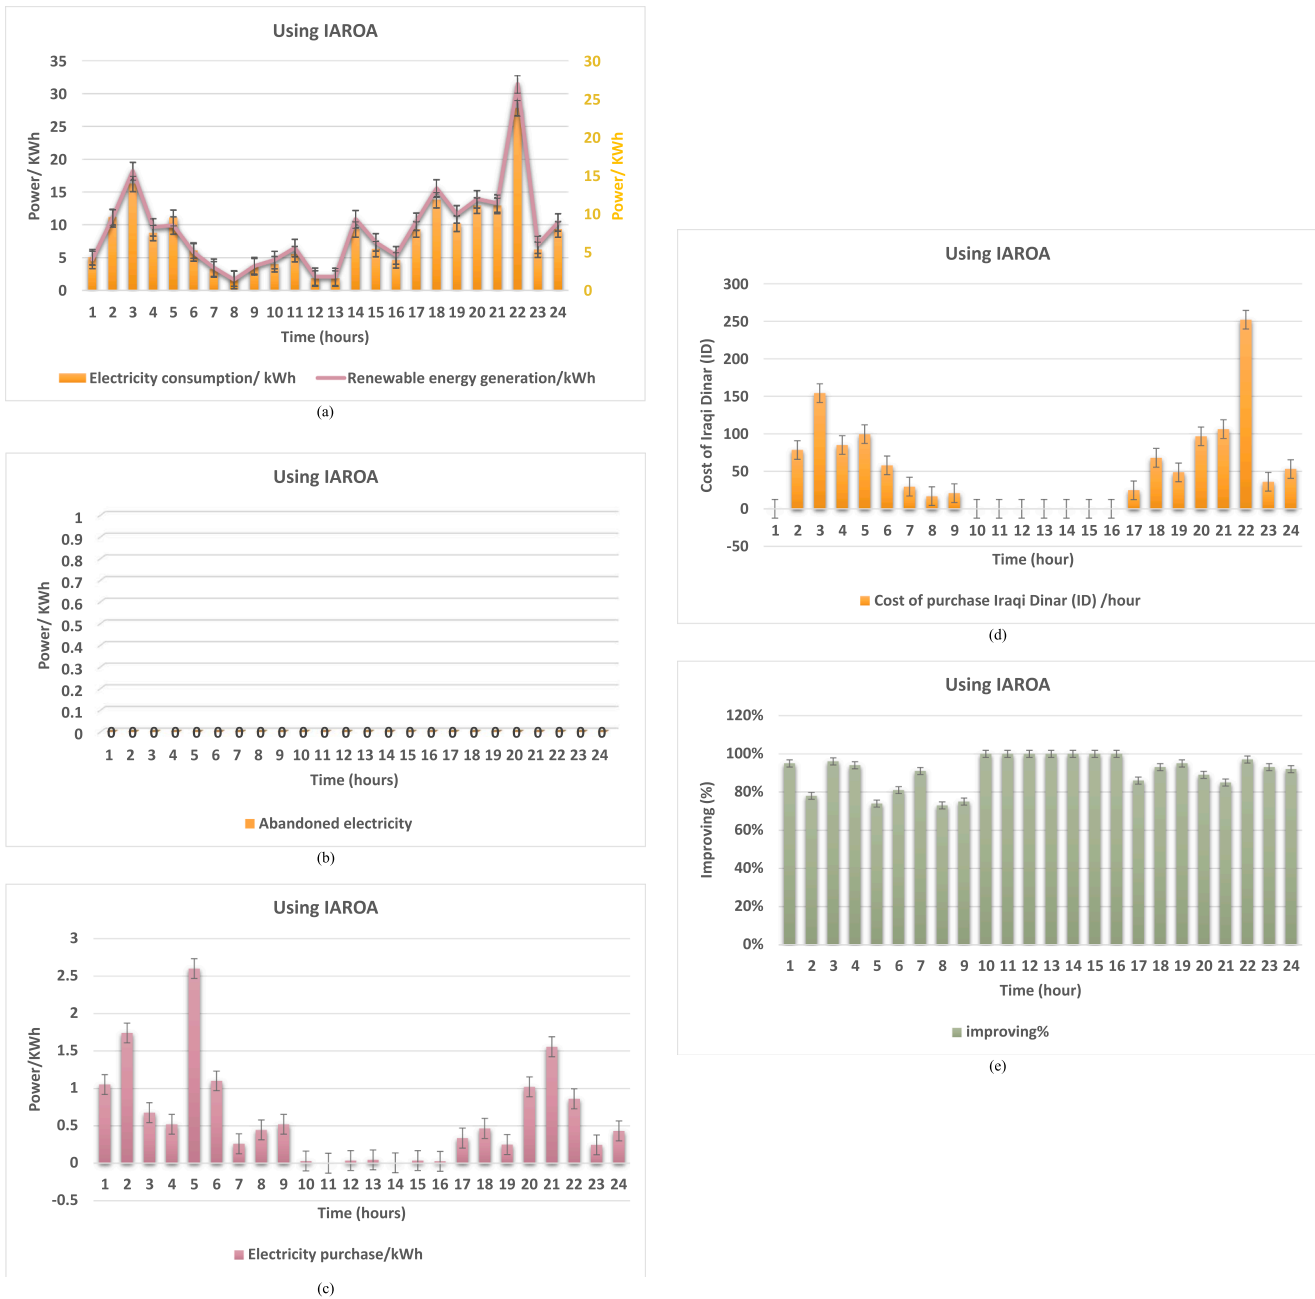 Using IAROA
35
30
25
20
15
10
5
0
Power/ KWh
30
25
20
15
10
5
0
Power/ KWh
1 2 3 4 5 6 7 8 9 10 11 12 13 14 15 16 17 18 19 20 21 22 23 24
Time (hours)
Electricity consumption/ kWh Renewable energy generation/kWh
(a)
Using IAROA
1
0.9
0.8
0.7
0.6
0.5
0.4
0.3
0.2
0.1
0
Power/ KWh
0 0 0 0 0 0 0 0 0 0 0 0 0 0 0 0 0 0 0 0 0 0 0 0
1 2 3 4 5 6 7 8 9 10 11 12 13 14 15 16 17 18 19 20 21 22 23 24
Time (hours)
Abandoned electricity
(b)
Using IAROA
3
2.5
2
1.5
1
0.5
0
-0.5
Power/KWh
1 2 3 4 5 6 7 8 9 10 11 12 13 14 15 16 17 18 19 20 21 22 23 24
Time (hours)
Electricity purchase/kWh
(c)
Using IAROA
300
250
200
150
100
50
0
-50
Cost of Iraqi Dinar (ID)
1 2 3 4 5 6 7 8 9 10 11 12 13 14 15 16 17 18 19 20 21 22 23 24
Time (hour)
Cost of purchase Iraqi Dinar (ID) /hour
(d)
Using IAROA
120%
100%
80%
60%
40%
20%
0%
Improving (%)
1 2 3 4 5 6 7 8 9 10 11 12 13 14 15 16 17 18 19 20 21 22 23 24
Time (hour)
improving%
(e)